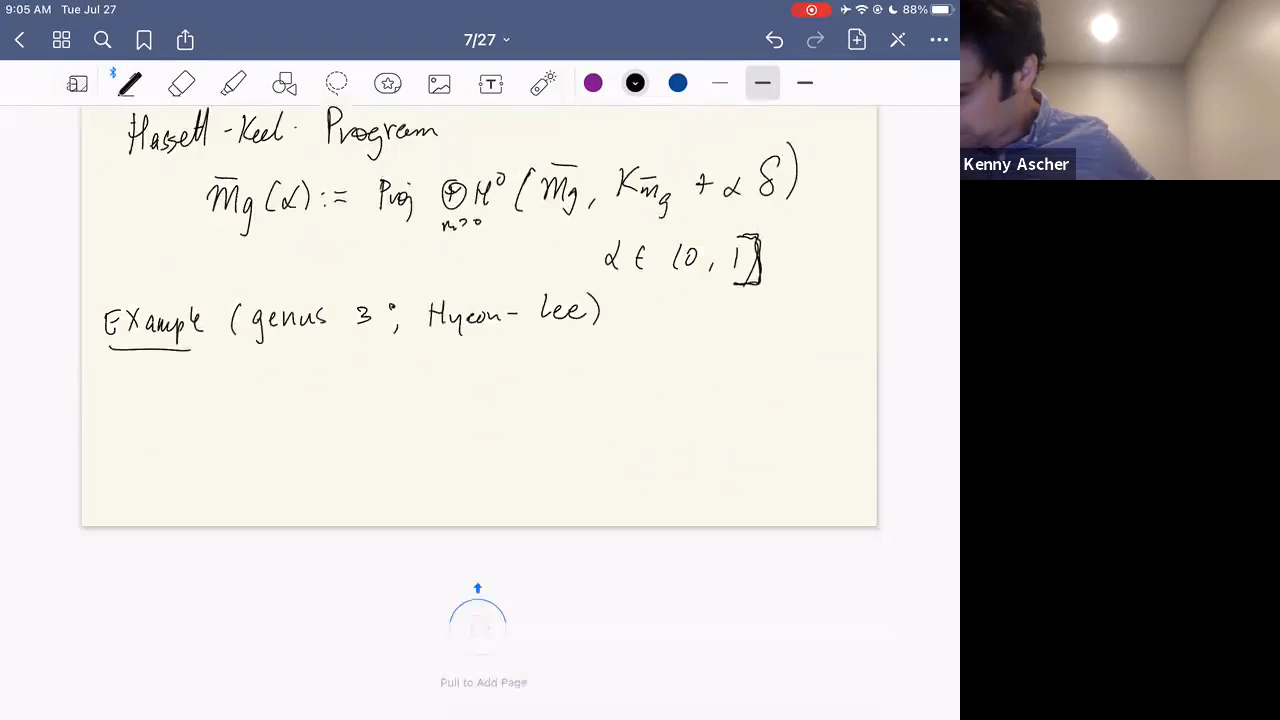 9:05 AM Tue Jul 27
88%
7/27
Hassett-Keel. Program
M̄g(α) := Proj ⊕ H⁰(M̄g, K_M̄g + α δ)
m≥0
α ∈ (0, 1]
Example (genus 3; Hyeon-Lee)
Pull to Add Page
Kenny Ascher